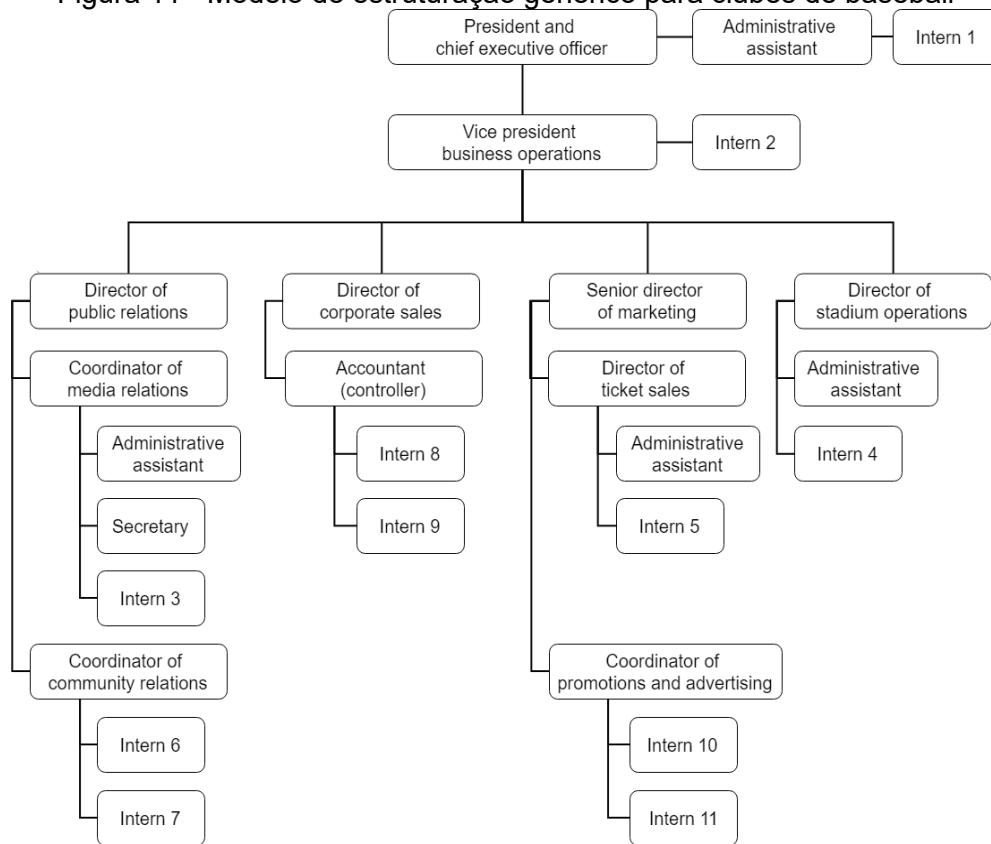 Figura 44 - Modelo de estruturação genérico para clubes de baseball
President and
chief executive officer
Administrative
assistant
Intern 1
Vice president
business operations
Intern 2
Director of
public relations
Director of
corporate sales
Senior director
of marketing
Director of
stadium operations
Coordinator of
media relations
Accountant
(controller)
Director of
ticket sales
Administrative
assistant
Administrative
assistant
Intern 8
Administrative
assistant
Intern 4
Secretary
Intern 9
Intern 5
Intern 3
Coordinator of
community relations
Coordinator of
promotions and advertising
Intern 6
Intern 10
Intern 7
Intern 11